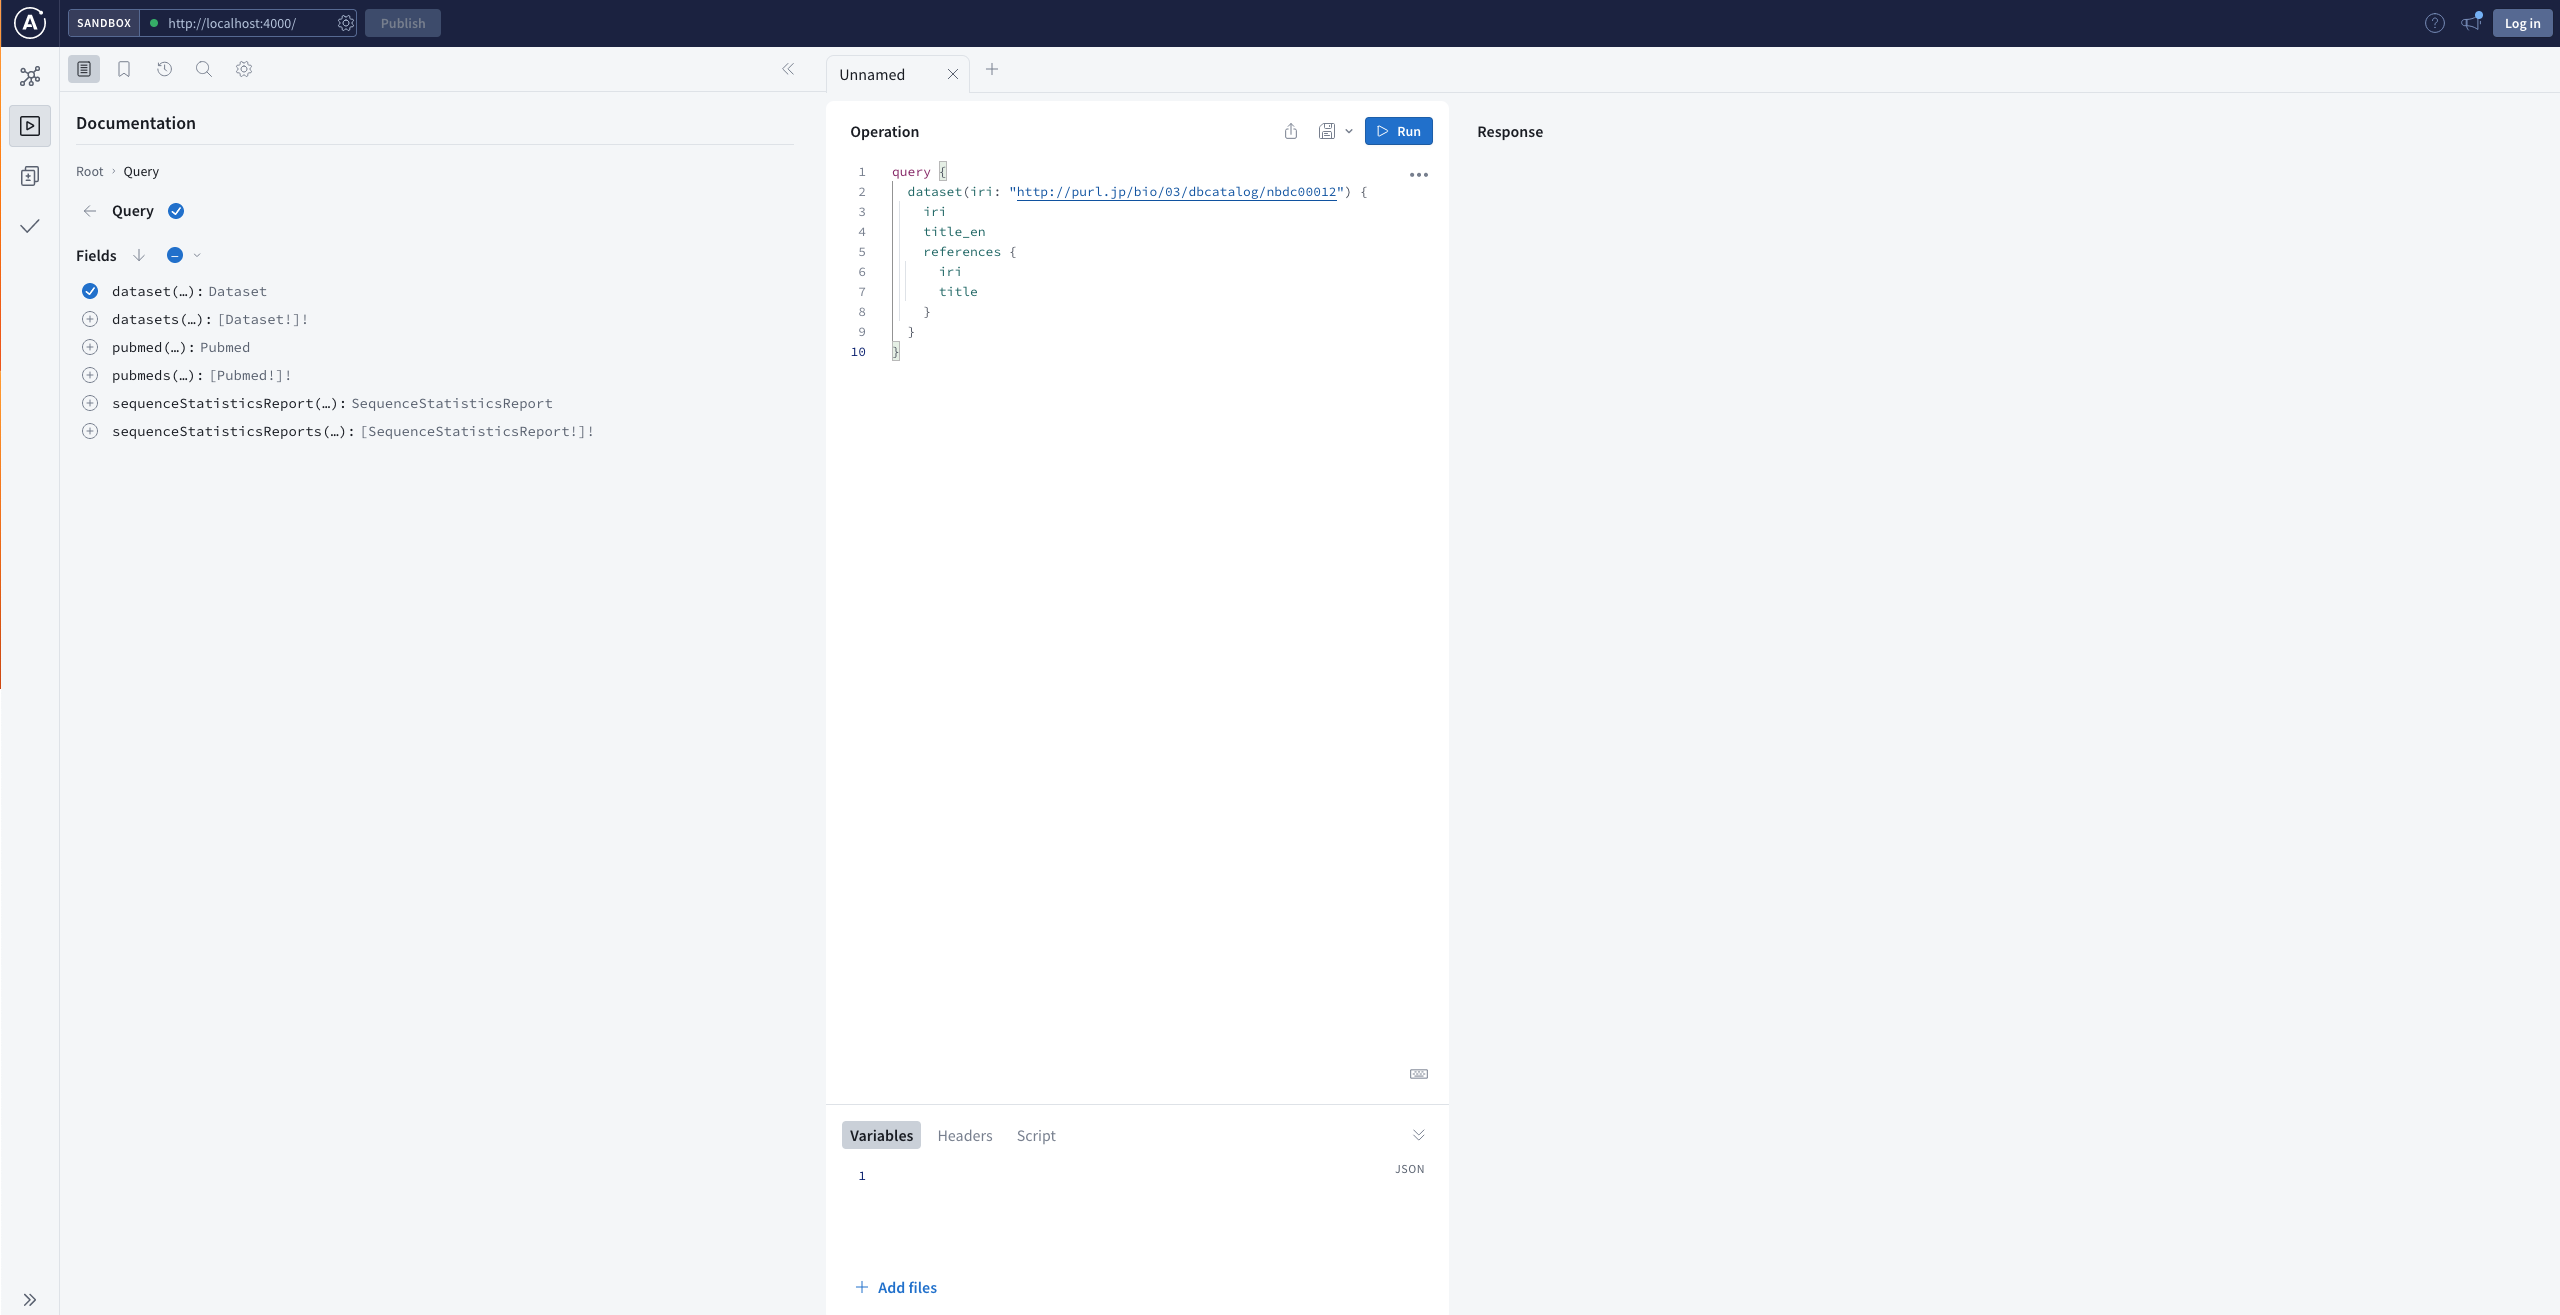 SANDBOX http://localhost:4000/ Publish Log in
Documentation
Root › Query
Query
Fields
dataset(…): Dataset
datasets(…): [Dataset!]!
pubmed(…): Pubmed
pubmeds(…): [Pubmed!]!
sequenceStatisticsReport(…): SequenceStatisticsReport
sequenceStatisticsReports(…): [SequenceStatisticsReport!]!
Unnamed
Operation
Run
1 query {
2 dataset(iri: "http://purl.jp/bio/03/dbcatalog/nbdc00012") {
3 iri
4 title_en
5 references {
6 iri
7 title
8 }
9 }
10 }
Variables Headers Script
JSON
1
Add files
Response